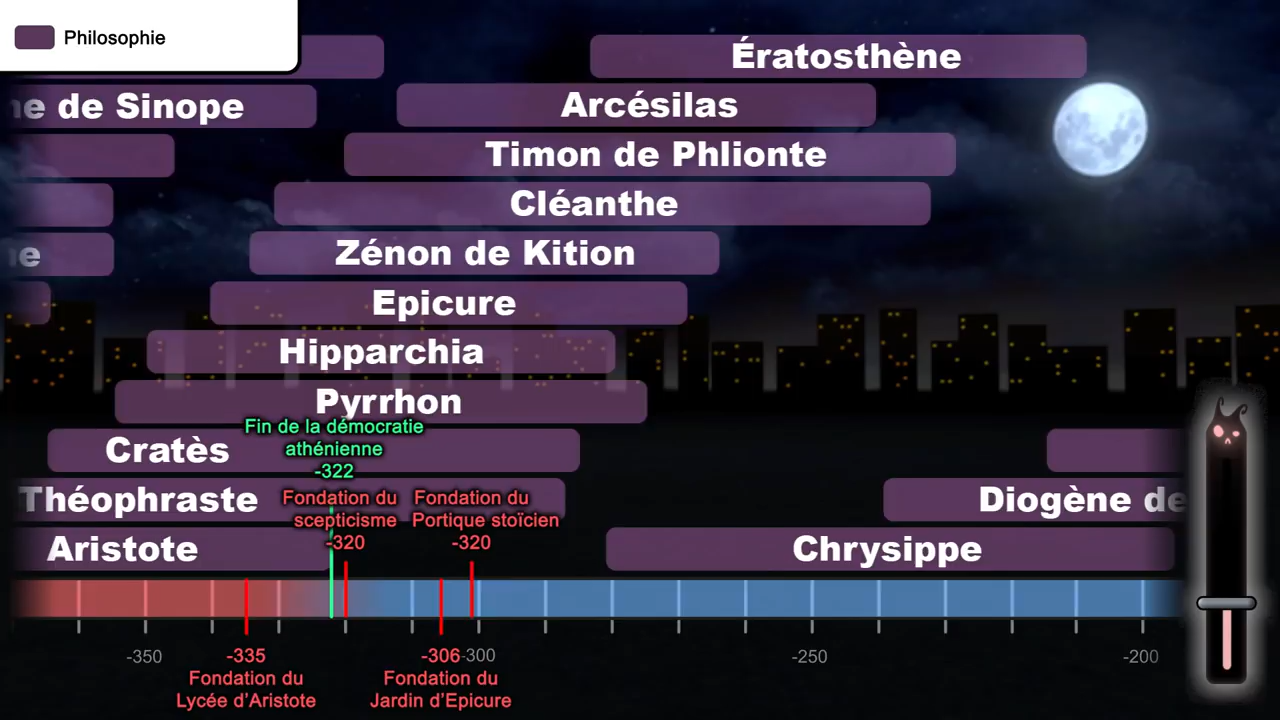 Philosophie
Ératosthène
ne de Sinope
Arcésilas
Timon de Phlionte
Cléanthe
Zénon de Kition
Epicure
Hipparchia
Pyrrhon
Fin de la démocratie
athénienne
-322
Cratès
Théophraste
Fondation du
scepticisme
-320
Fondation du
Portique stoïcien
-320
Diogène de
Aristote
Chrysippe
-350
-335
Fondation du
Lycée d'Aristote
-306
Fondation du
Jardin d'Epicure
-300
-250
-200